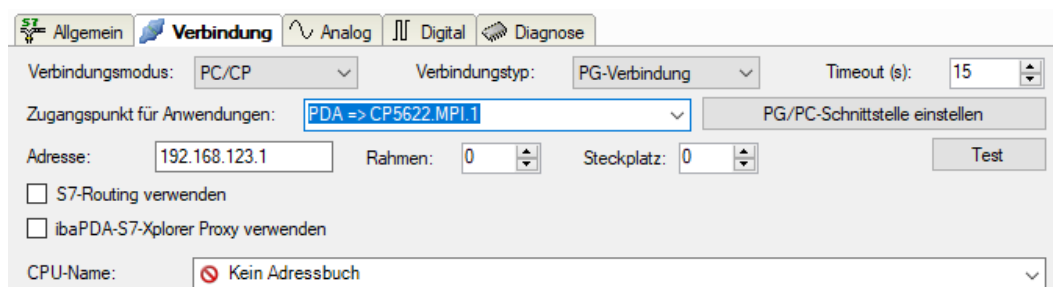 S7 Allgemein Verbindung Analog Digital Diagnose
Verbindungsmodus: PC/CP Verbindungstyp: PG-Verbindung Timeout (s): 15
Zugangspunkt für Anwendungen: PDA => CP5622.MPI.1 PG/PC-Schnittstelle einstellen
Adresse: 192.168.123.1 Rahmen: 0 Steckplatz: 0 Test
S7-Routing verwenden
ibaPDA-S7-Xplorer Proxy verwenden
CPU-Name: Kein Adressbuch